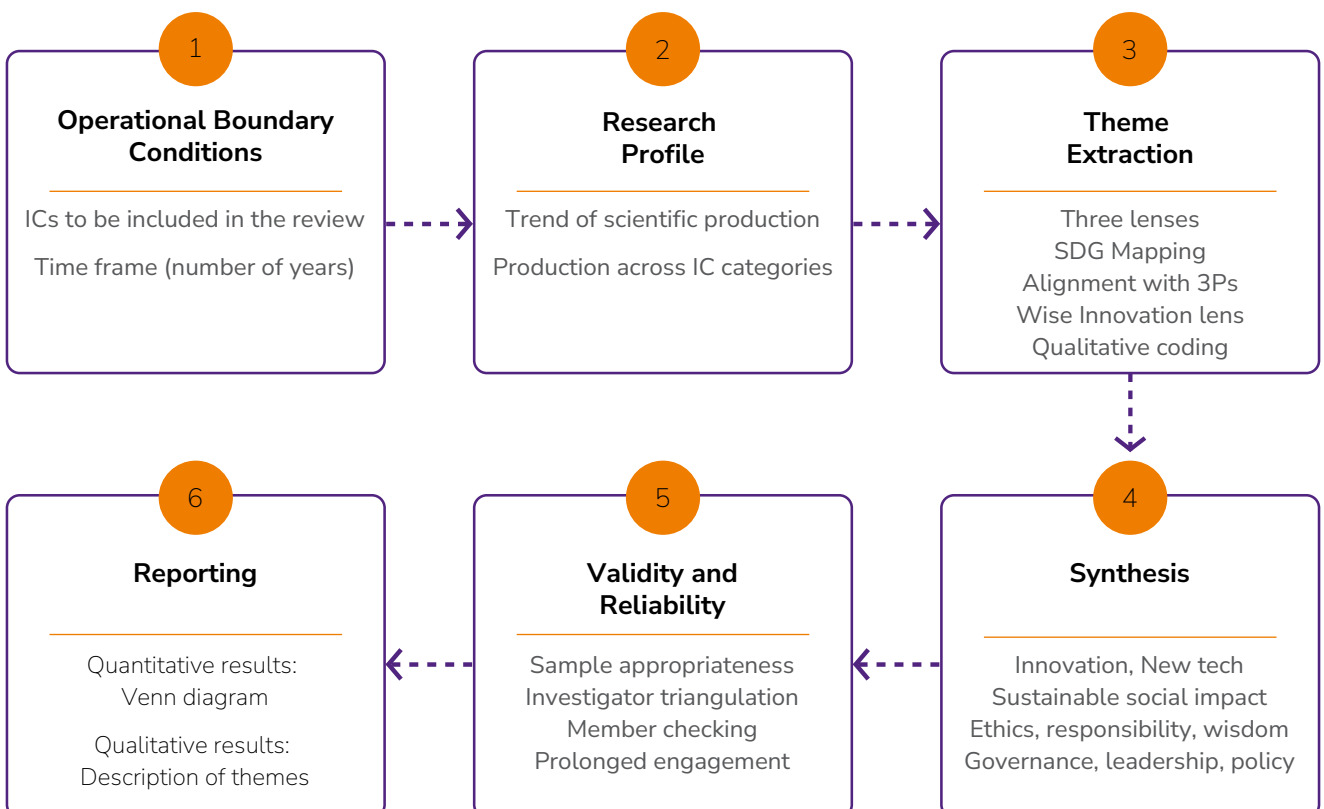 1
Operational Boundary
Conditions
ICs to be included in the review
Time frame (number of years)
2
Research
Profile
Trend of scientific production
Production across IC categories
3
Theme
Extraction
Three lenses
SDG Mapping
Alignment with 3Ps
Wise Innovation lens
Qualitative coding
4
Synthesis
Innovation, New tech
Sustainable social impact
Ethics, responsibility, wisdom
Governance, leadership, policy
5
Validity and
Reliability
Sample appropriateness
Investigator triangulation
Member checking
Prolonged engagement
6
Reporting
Quantitative results:
Venn diagram
Qualitative results:
Description of themes